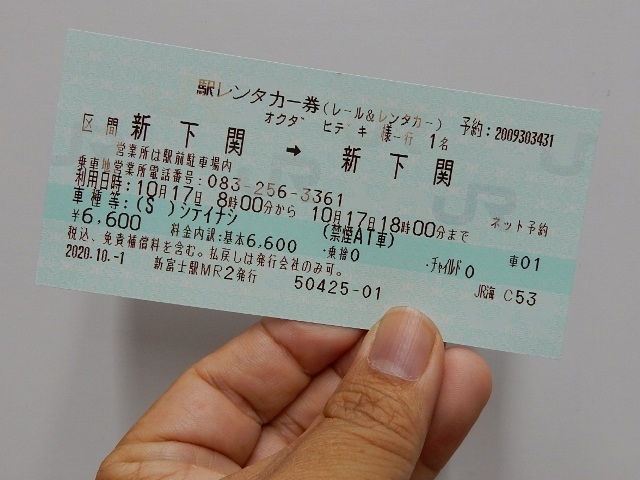 駅レンタカー券(レール&レンタカー) 予約:2009303431
オクダ ヒデキ 様一行 1名
区間 新下関 → 新下関
営業所は駅前駐車場内
乗車地営業所電話番号:083-256-3361
利用日時:10月17日 8時00分から 10月17日18時00分まで ネット予約
車種等:(S )シテイナシ (禁煙AT車) 車01
¥6,600 料金内訳:基本6,600 ・乗捨0 ・チャイルド0
税込、免責補償料を含む。払戻しは発行会社のみ可。
2020.10.-1 新富士駅MR2発行 50425-01 JR海 C53